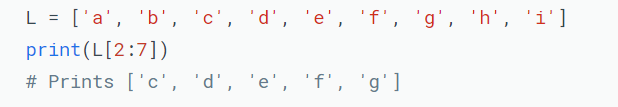 L = ['a', 'b', 'c', 'd', 'e', 'f', 'g', 'h', 'i']
print(L[2:7])
# Prints ['c', 'd', 'e', 'f', 'g']